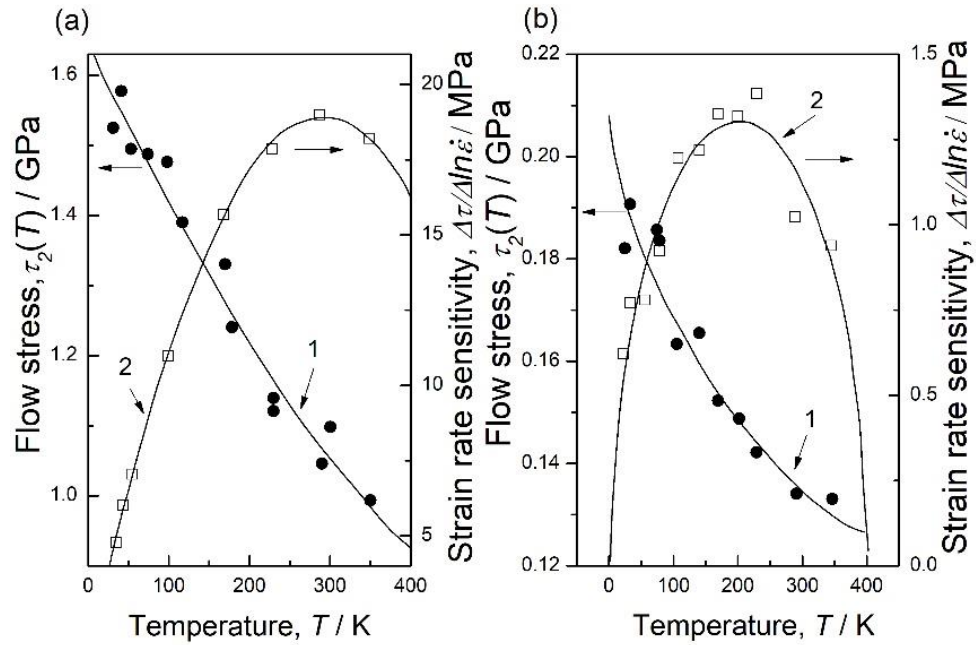 (a)
Flow stress, τ₂(T) / GPa
1.6
1.4
1.2
1.0
20
15
10
5
Strain rate sensitivity, Δτ/Δlnε̇ / MPa
1
2
0 100 200 300 400
Temperature, T / K
(b)
Flow stress, τ₂(T) / GPa
0.22
0.20
0.18
0.16
0.14
0.12
1.5
1.0
0.5
0.0
Strain rate sensitivity, Δτ/Δlnε̇ / MPa
2
1
0 100 200 300 400
Temperature, T / K